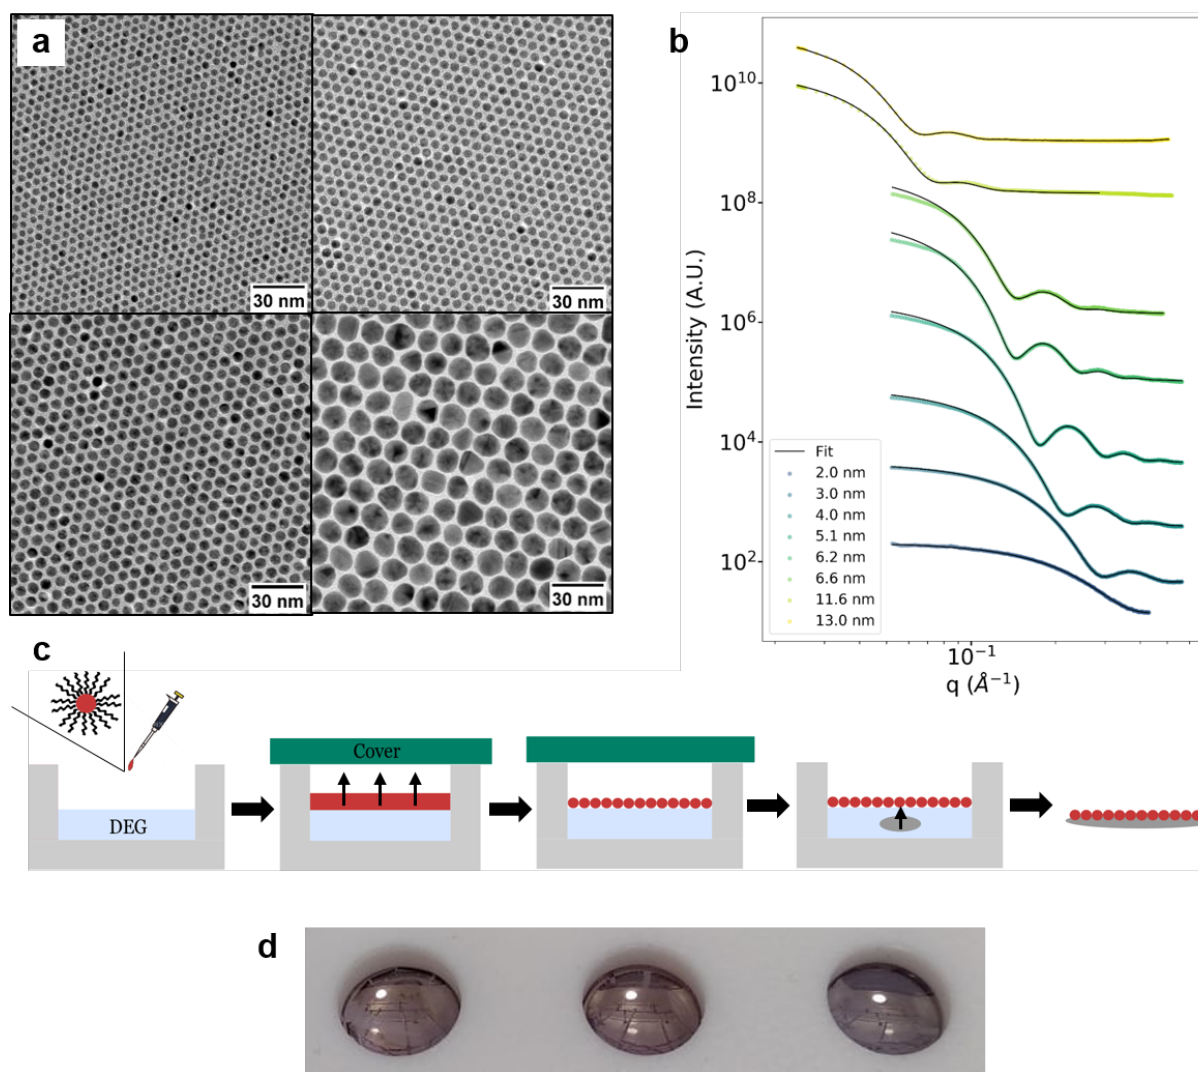 a
30 nm
30 nm
30 nm
30 nm
b
Intensity (A.U.)
10¹⁰
10⁸
10⁶
10⁴
10²
Fit
2.0 nm
3.0 nm
4.0 nm
5.1 nm
6.2 nm
6.6 nm
11.6 nm
13.0 nm
10⁻¹
q (Å⁻¹)
c
DEG
Cover
d